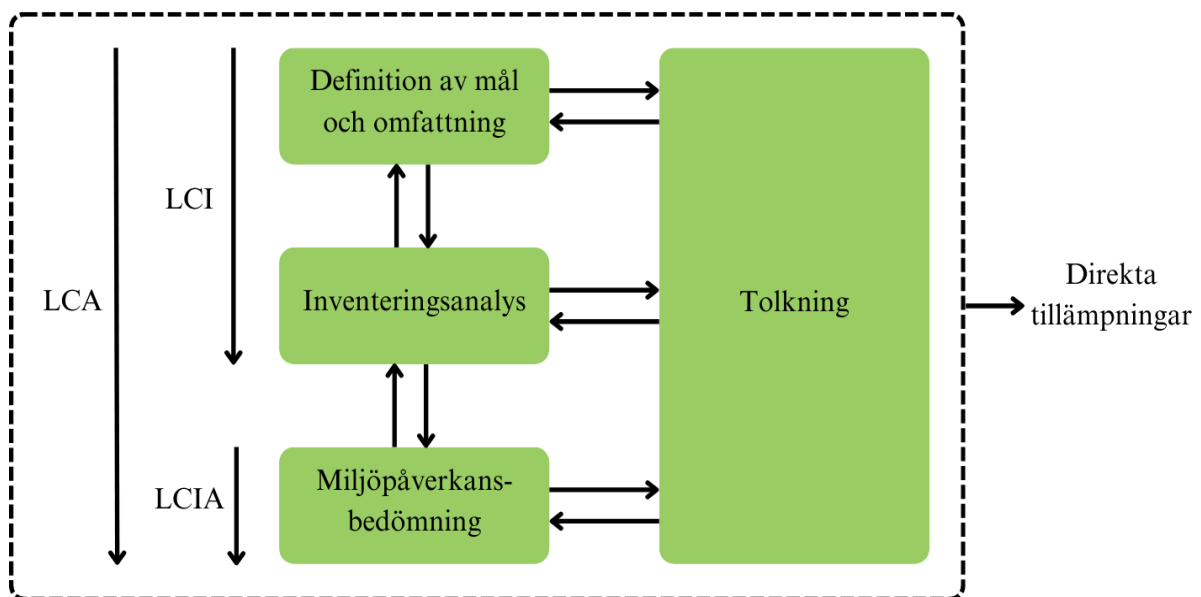 LCA
LCI
LCIA
Definition av mål
och omfattning
Inventeringsanalys
Miljöpåverkans-
bedömning
Tolkning
Direkta
tillämpningar